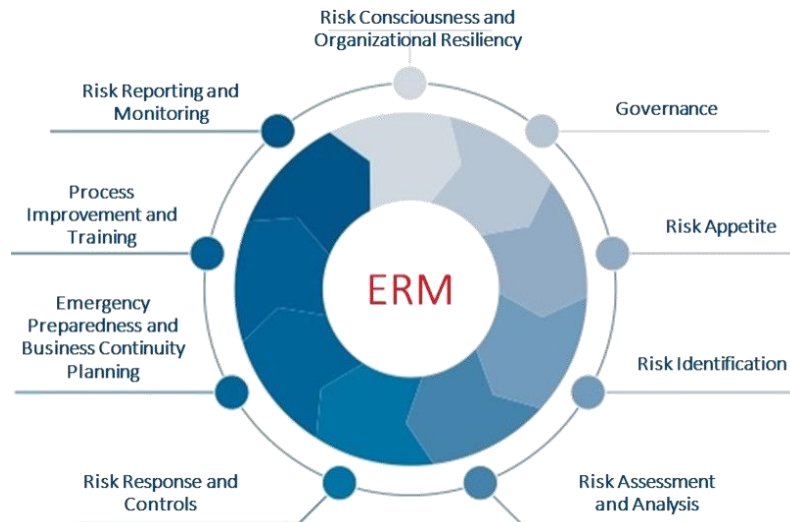 Risk Consciousness and
Organizational Resiliency
Risk Reporting and
Monitoring
Governance
Process
Improvement and
Training
Risk Appetite
ERM
Emergency
Preparedness and
Business Continuity
Planning
Risk Identification
Risk Response and
Controls
Risk Assessment
and Analysis